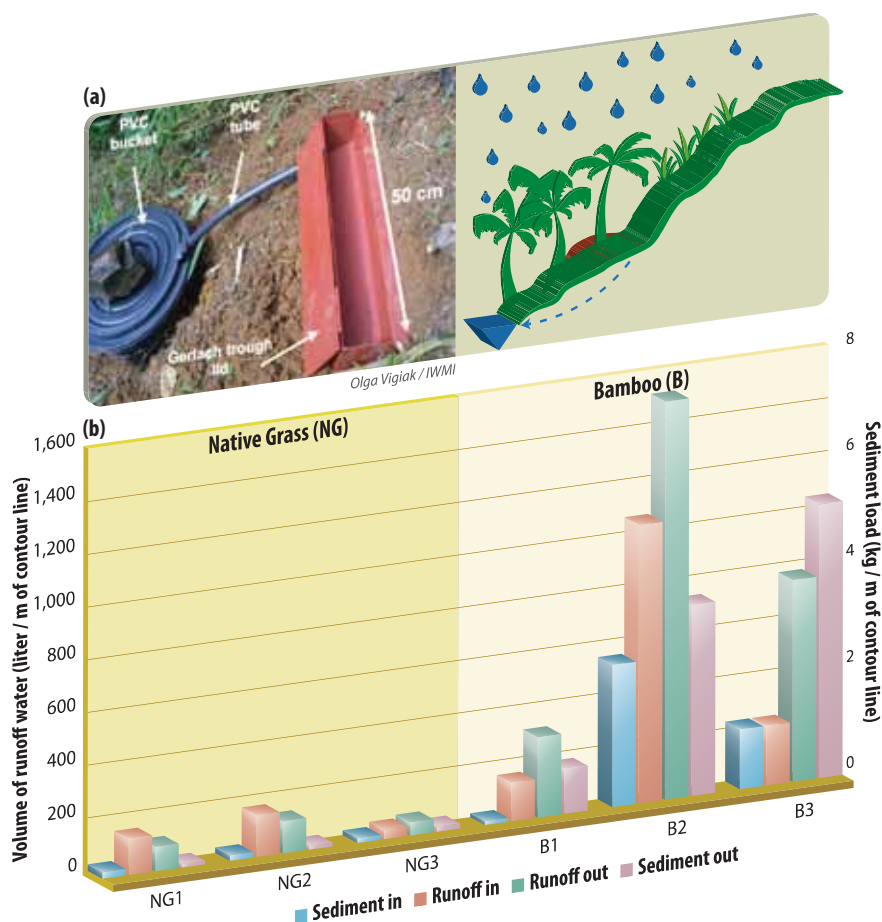 (a)
PVC
bucket
PVC
tube
50 cm
Gerlach trough
lid
Olga Vigiak / IWMI
(b)
Native Grass (NG)
Bamboo (B)
Volume of runoff water (liter / m of contour line)
1,600
1,400
1,200
1,000
800
600
400
200
0
Sediment load (kg / m of contour line)
8
6
4
2
0
NG1
NG2
NG3
B1
B2
B3
Sediment in
Runoff in
Runoff out
Sediment out